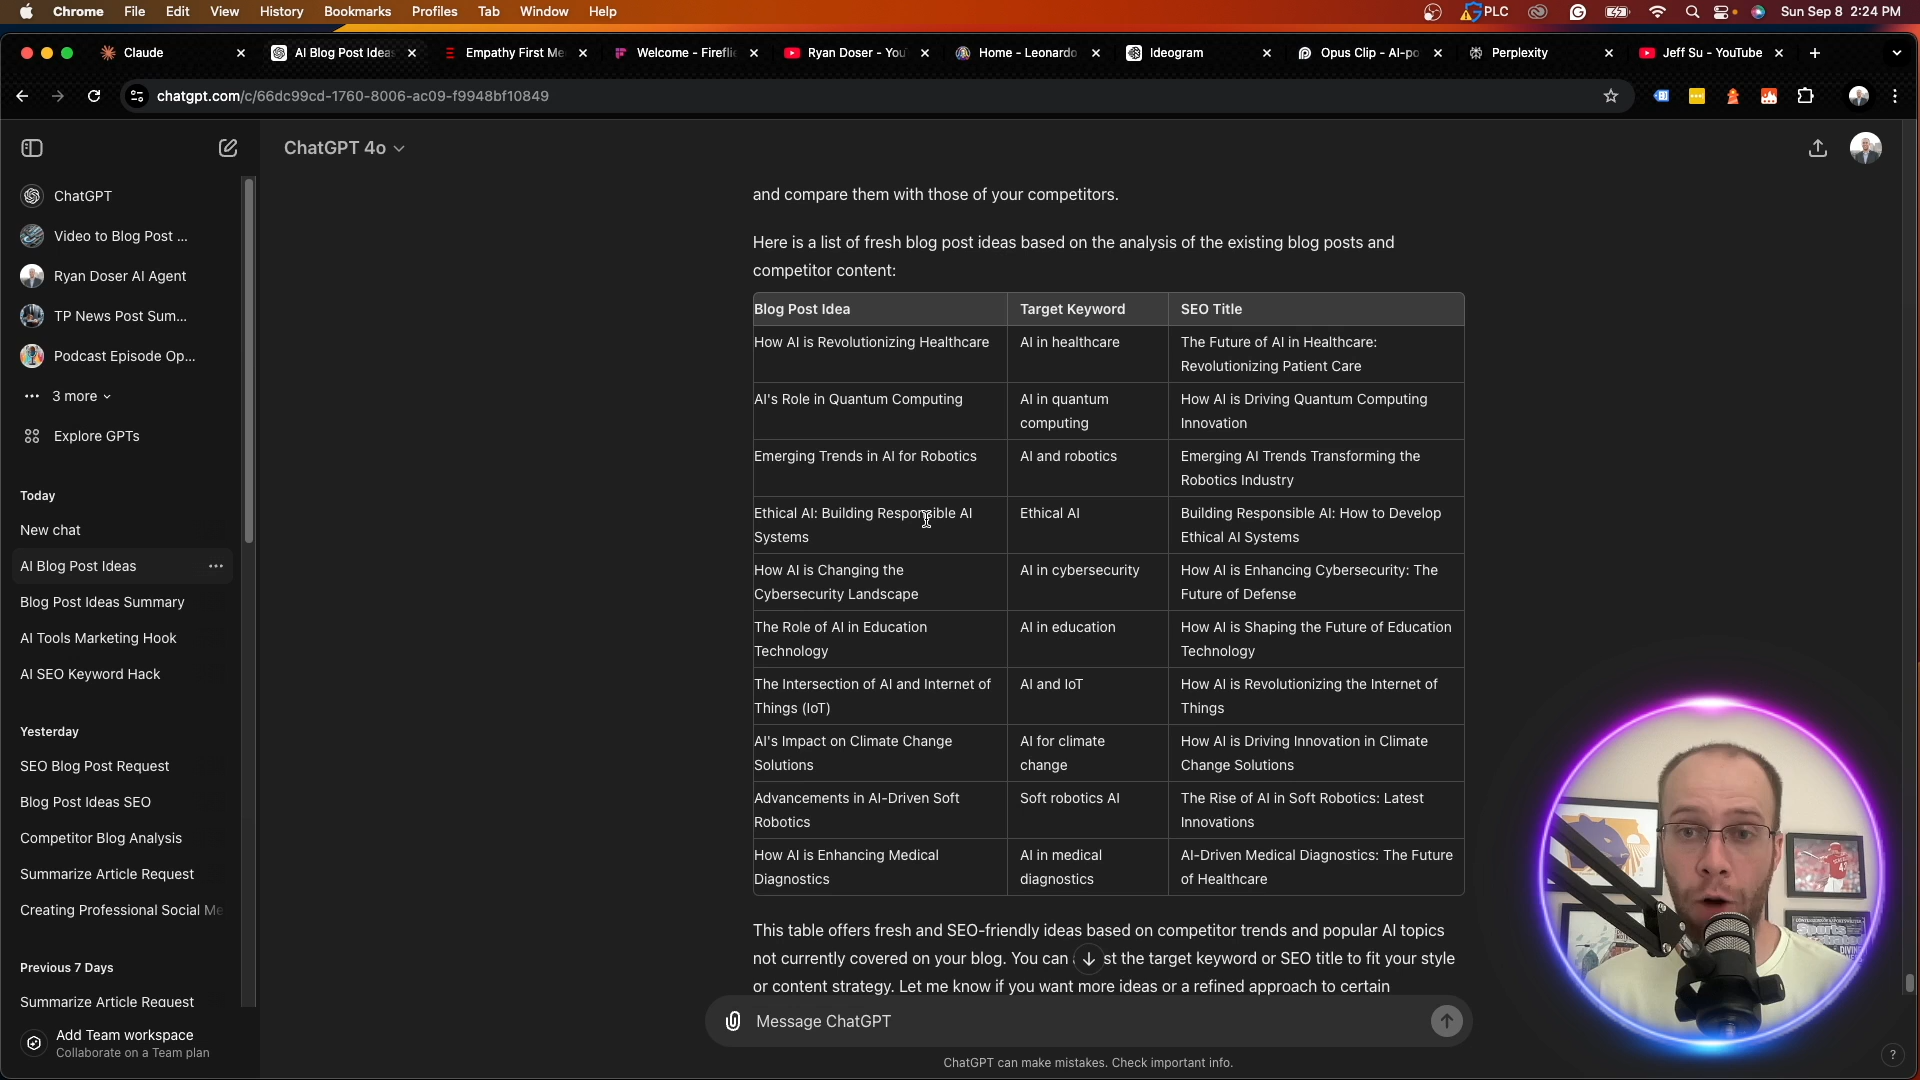 Chrome File Edit View History Bookmarks Profiles Tab Window Help PLC Sun Sep 8 2:24 PM
Claude AI Blog Post Ideas Empathy First Me Welcome - Firefli Ryan Doser - You Home - Leonardo Ideogram Opus Clip - AI-po Perplexity Jeff Su - YouTube
chatgpt.com/c/66dc99cd-1760-8006-ac09-f9948bf10849
ChatGPT 4o
ChatGPT
Video to Blog Post ...
Ryan Doser AI Agent
TP News Post Sum...
Podcast Episode Op...
3 more
Explore GPTs
Today
New chat
AI Blog Post Ideas
Blog Post Ideas Summary
AI Tools Marketing Hook
AI SEO Keyword Hack
Yesterday
SEO Blog Post Request
Blog Post Ideas SEO
Competitor Blog Analysis
Summarize Article Request
Creating Professional Social Me
Previous 7 Days
Summarize Article Request
Add Team workspace
Collaborate on a Team plan
and compare them with those of your competitors.
Here is a list of fresh blog post ideas based on the analysis of the existing blog posts and
competitor content:
Blog Post Idea Target Keyword SEO Title
How AI is Revolutionizing Healthcare AI in healthcare The Future of AI in Healthcare:
Revolutionizing Patient Care
AI's Role in Quantum Computing AI in quantum How AI is Driving Quantum Computing
computing Innovation
Emerging Trends in AI for Robotics AI and robotics Emerging AI Trends Transforming the
Robotics Industry
Ethical AI: Building Responsible AI Ethical AI Building Responsible AI: How to Develop
Systems Ethical AI Systems
How AI is Changing the AI in cybersecurity How AI is Enhancing Cybersecurity: The
Cybersecurity Landscape Future of Defense
The Role of AI in Education AI in education How AI is Shaping the Future of Education
Technology Technology
The Intersection of AI and Internet of AI and IoT How AI is Revolutionizing the Internet of
Things (IoT) Things
AI's Impact on Climate Change AI for climate How AI is Driving Innovation in Climate
Solutions change Change Solutions
Advancements in AI-Driven Soft Soft robotics AI The Rise of AI in Soft Robotics: Latest
Robotics Innovations
How AI is Enhancing Medical AI in medical AI-Driven Medical Diagnostics: The Future
Diagnostics diagnostics of Healthcare
This table offers fresh and SEO-friendly ideas based on competitor trends and popular AI topics
not currently covered on your blog. You can st the target keyword or SEO title to fit your style
or content strategy. Let me know if you want more ideas or a refined approach to certain
Message ChatGPT
ChatGPT can make mistakes. Check important info.
?
Sports